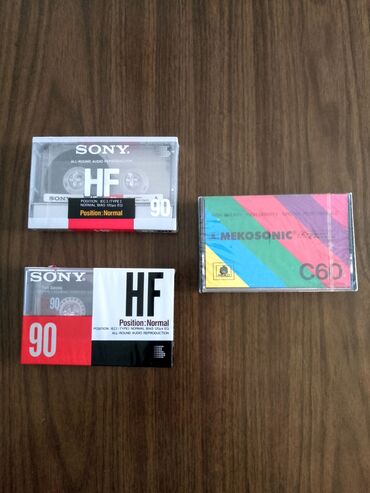 SONY.
ALL-ROUND AUDIO REPRODUCTION
HF
POSITION IEC I/TYPE I
NORMAL BIAS 120μs EQ
Position:Normal
90
SONY.
90
HF
Position:Normal
POSITION IEC I/TYPE I NORMAL BIAS 120μs EQ
ALL-ROUND AUDIO REPRODUCTION
90
MEKOSONIC
C60